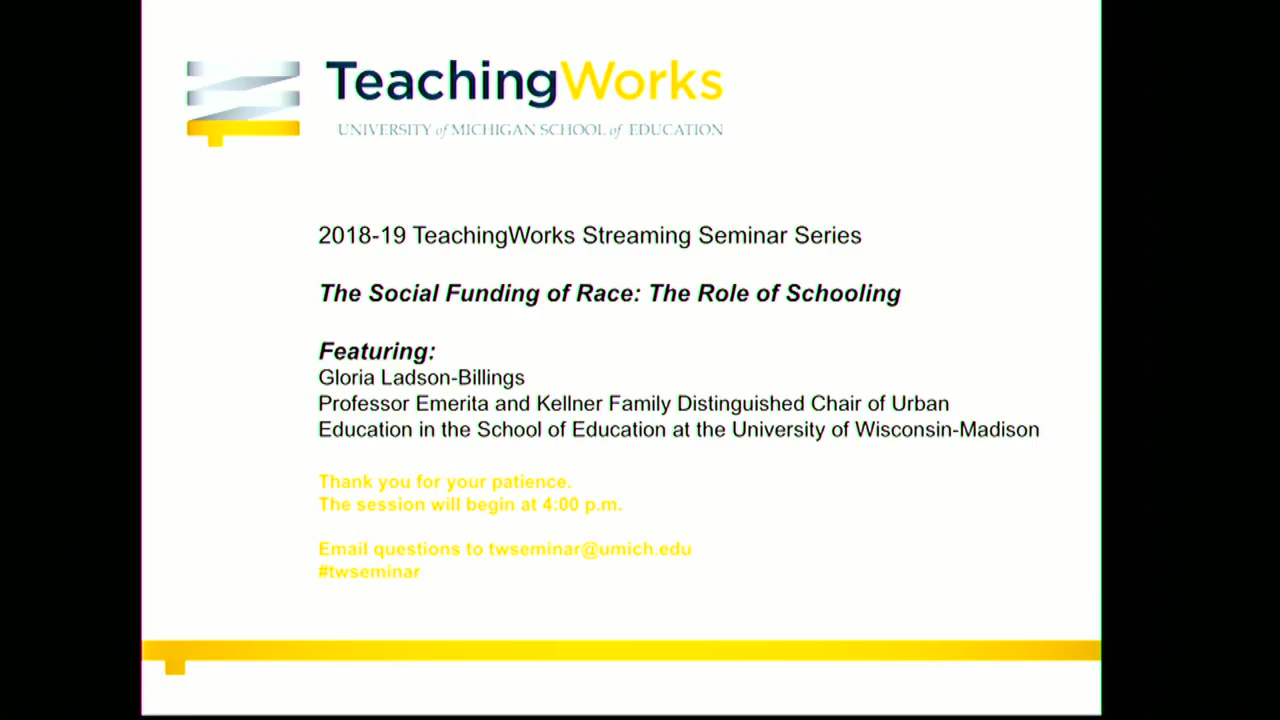 TeachingWorks
UNIVERSITY of MICHIGAN SCHOOL of EDUCATION
2018-19 TeachingWorks Streaming Seminar Series
The Social Funding of Race: The Role of Schooling
Featuring:
Gloria Ladson-Billings
Professor Emerita and Kellner Family Distinguished Chair of Urban
Education in the School of Education at the University of Wisconsin-Madison
Thank you for your patience.
The session will begin at 4:00 p.m.
Email questions to twseminar@umich.edu
#twseminar